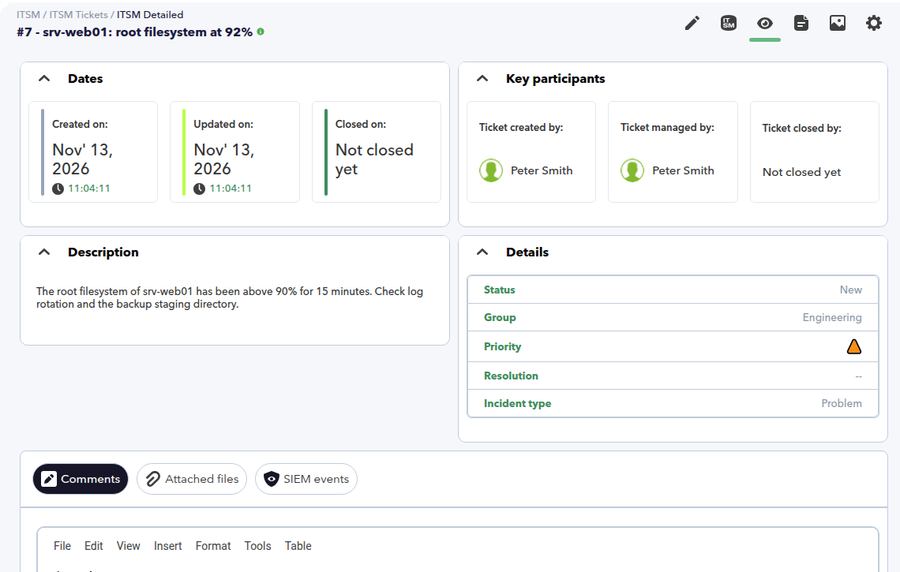 ITSM / ITSM Tickets / ITSM Detailed
#7 - srv-web01: root filesystem at 92%
IT
SM
Dates
Created on:
Nov' 13,
2026
11:04:11
Updated on:
Nov' 13,
2026
11:04:11
Closed on:
Not closed
yet
Key participants
Ticket created by:
Peter Smith
Ticket managed by:
Peter Smith
Ticket closed by:
Not closed yet
Description
The root filesystem of srv-web01 has been above 90% for 15 minutes. Check log
rotation and the backup staging directory.
Details
Status New
Group Engineering
Priority
Resolution --
Incident type Problem
Comments Attached files SIEM events
File Edit View Insert Format Tools Table